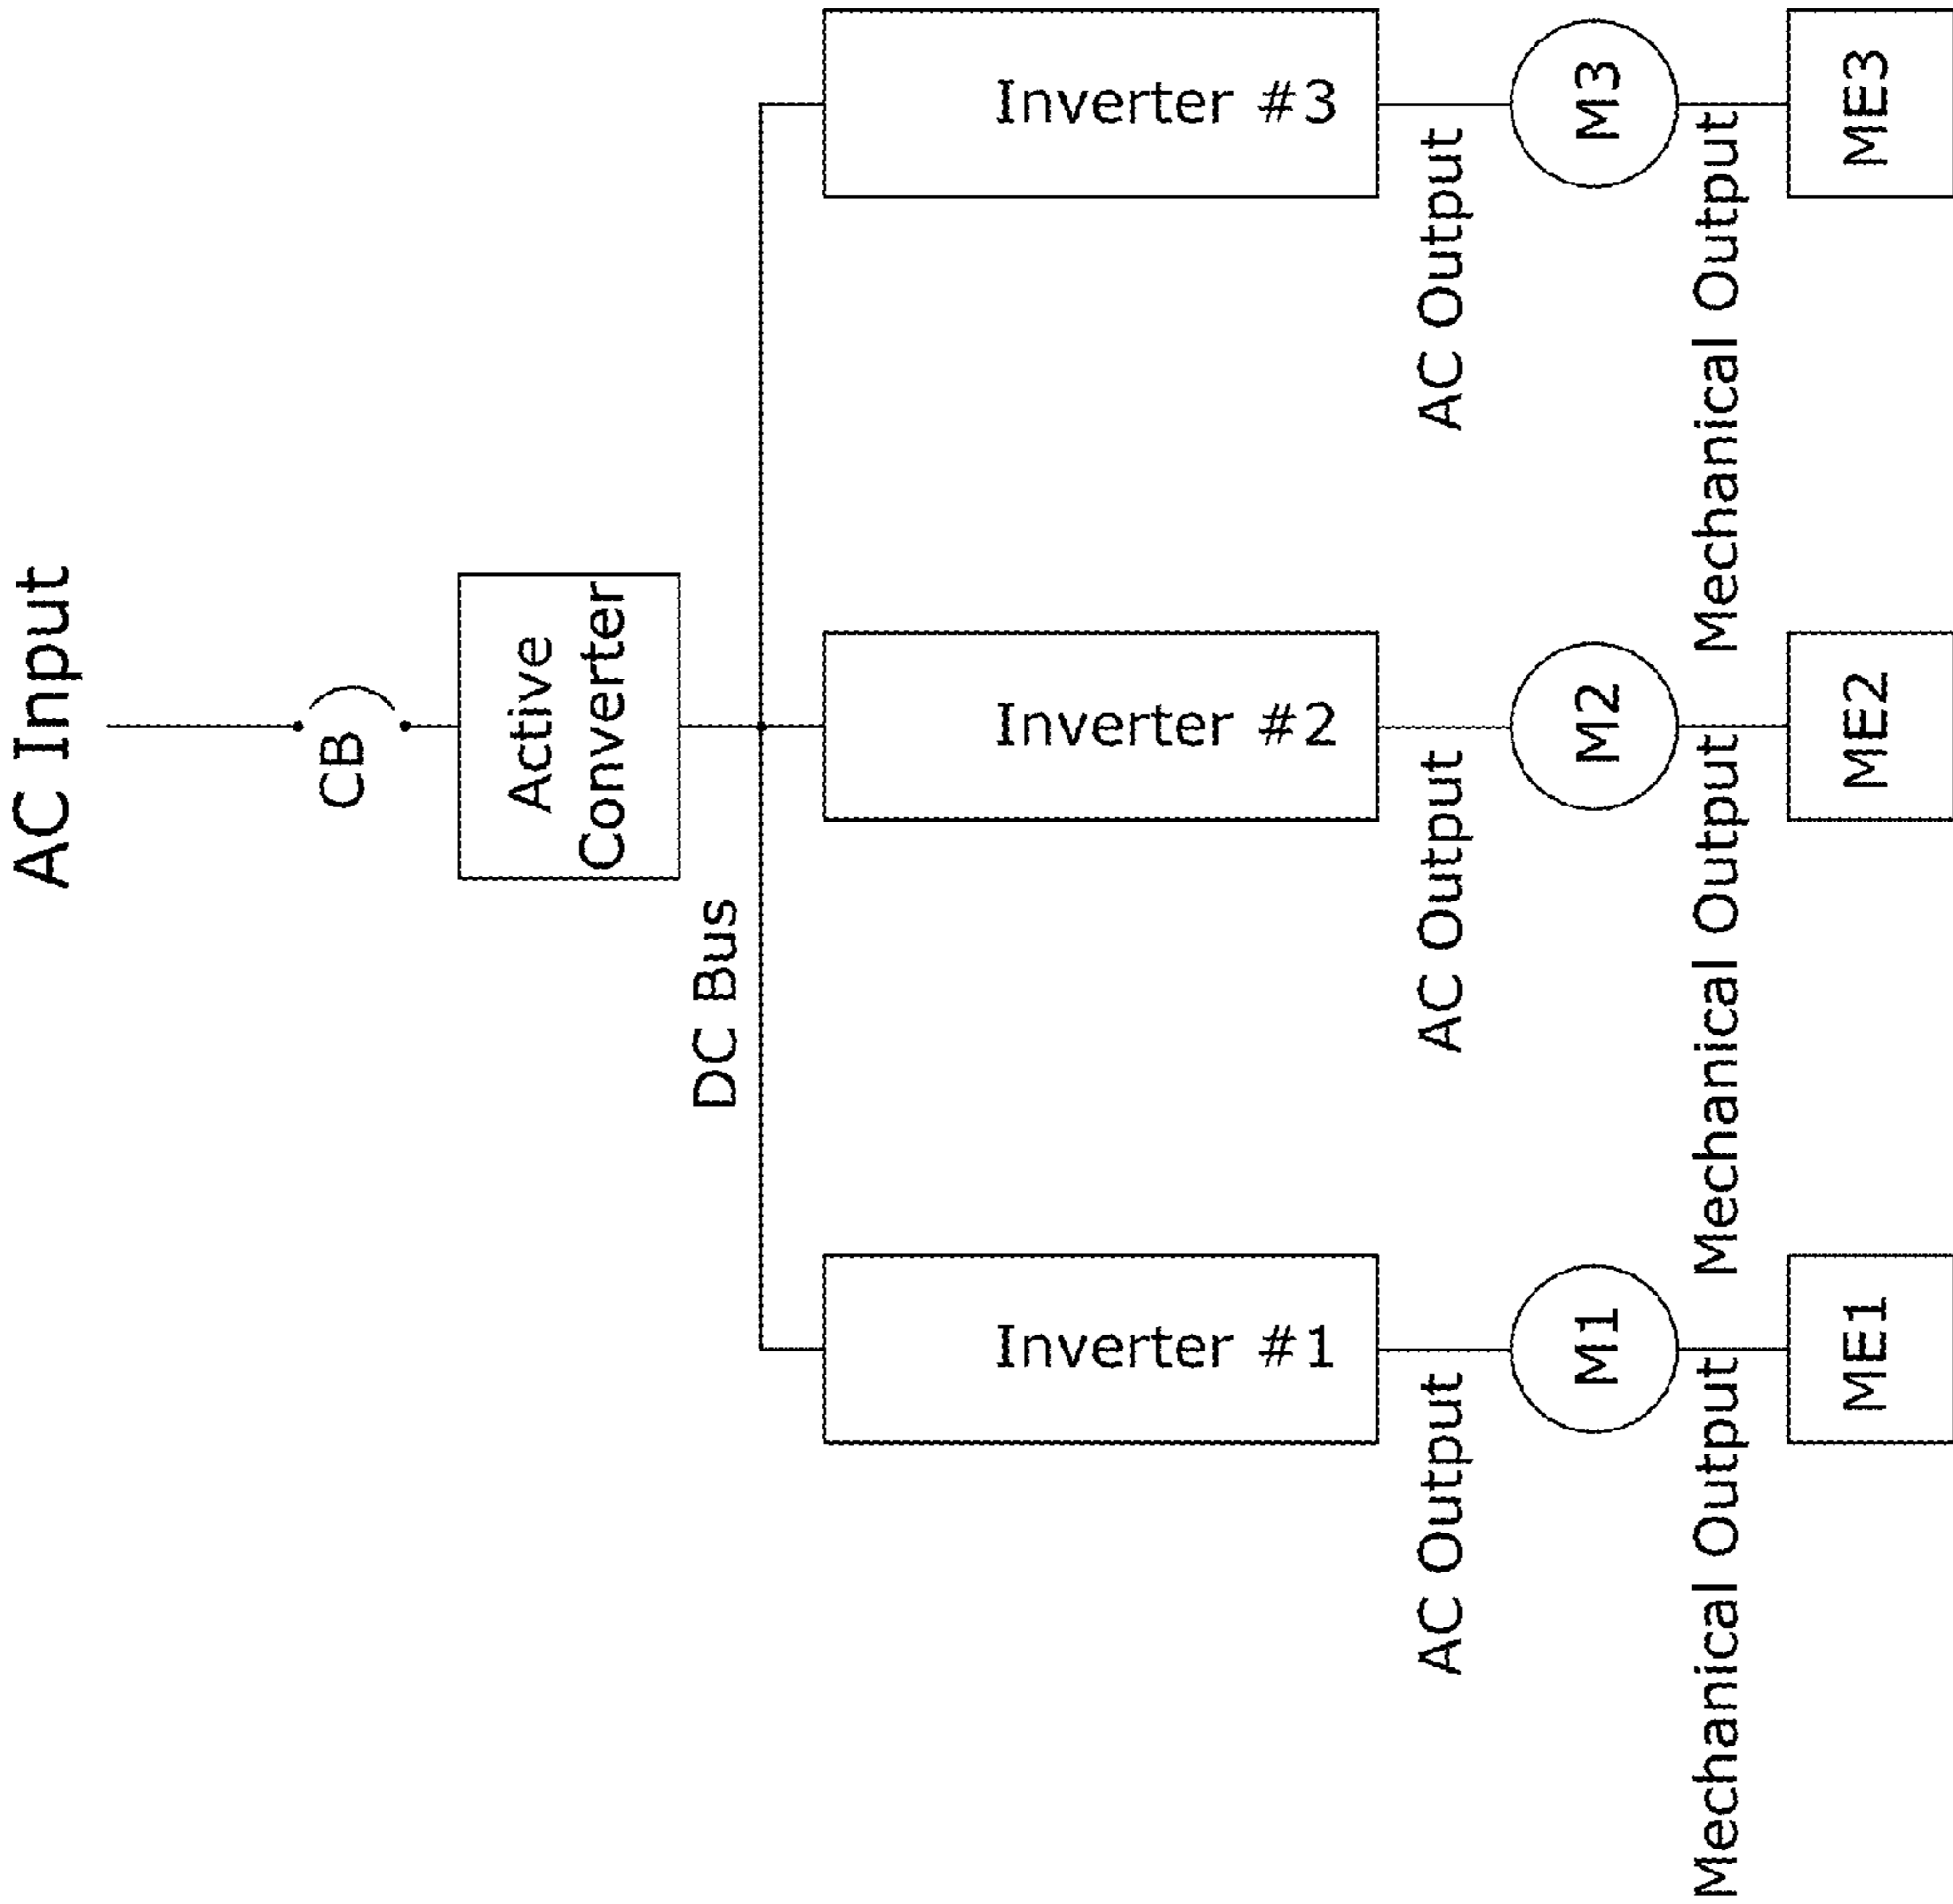 AC Input
CB
Active
Converter
DC Bus
Inverter #1
Inverter #2
Inverter #3
AC Output
AC Output
AC Output
M1
M2
M3
Mechanical Output
Mechanical Output
Mechanical Output
ME1
ME2
ME3